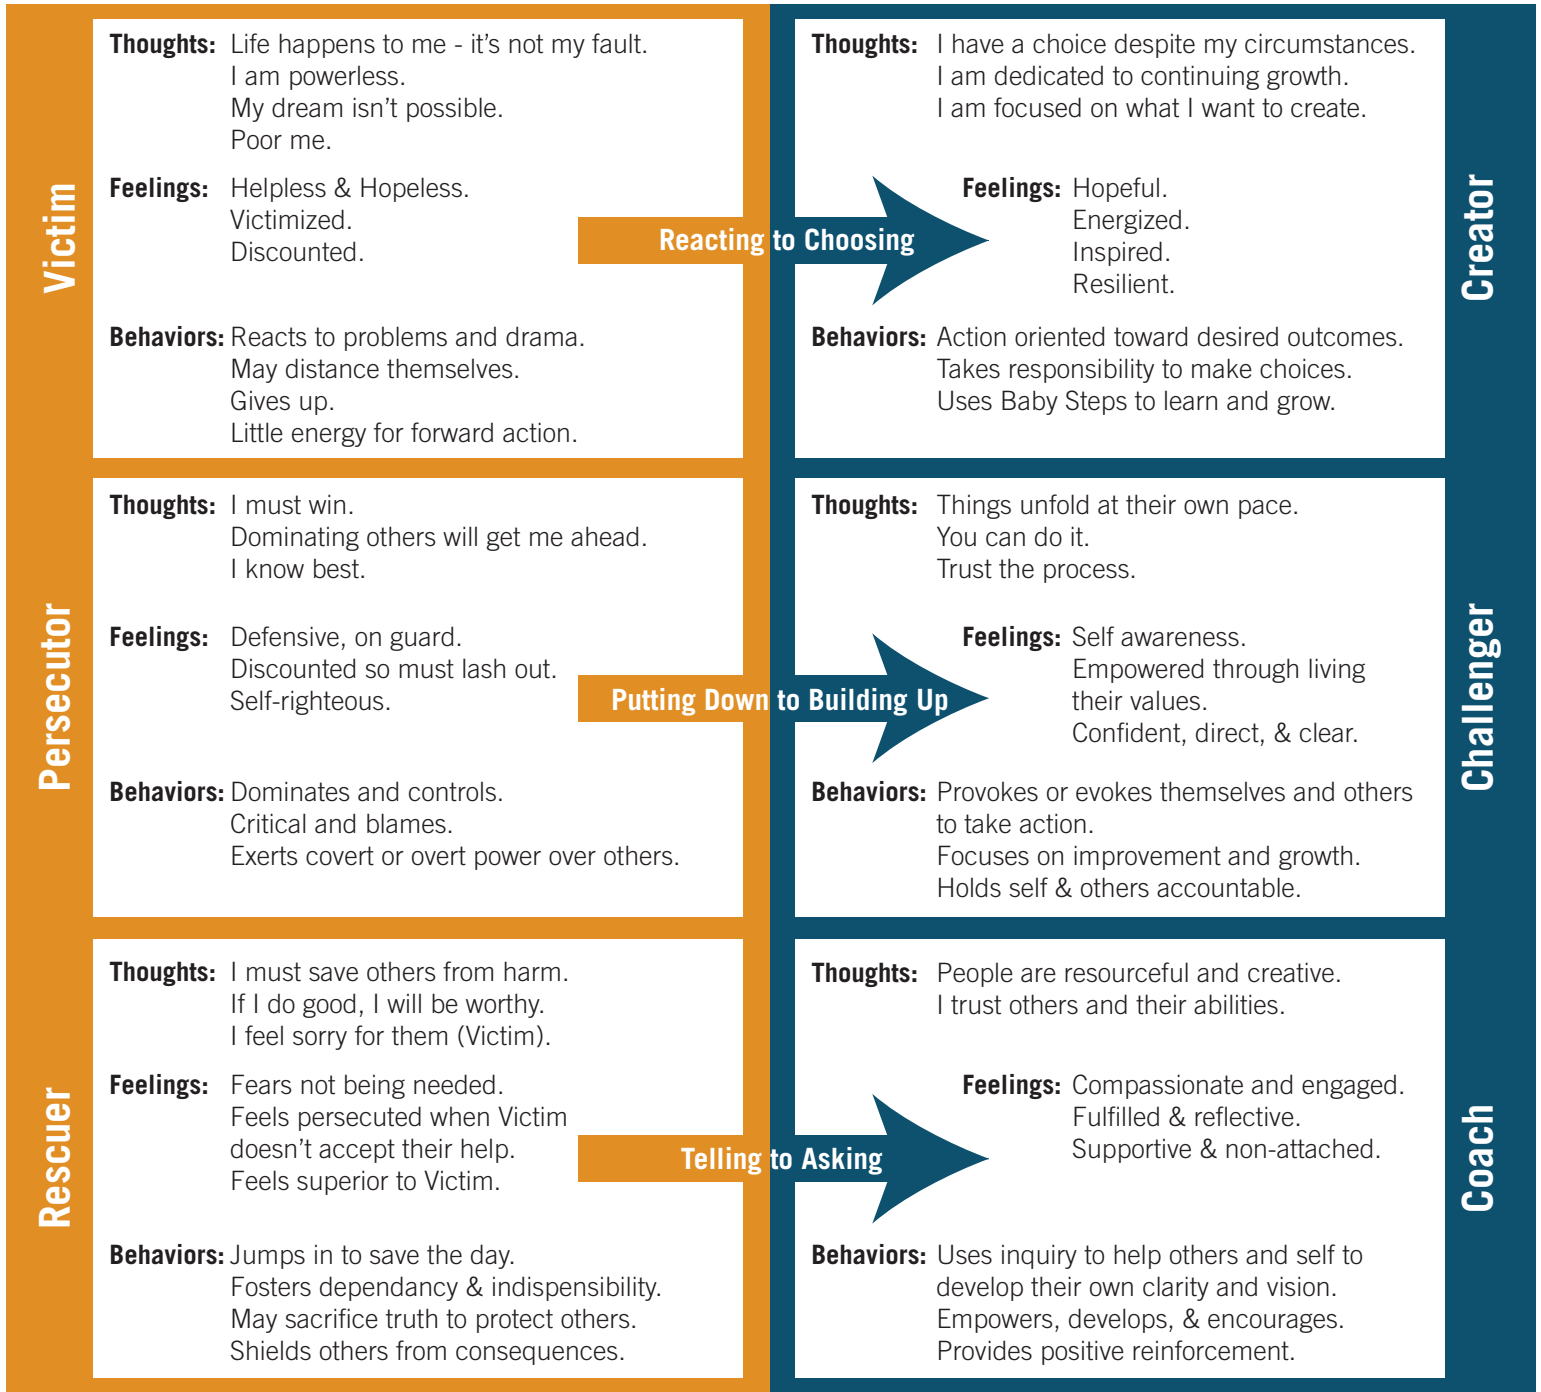 Victim
Thoughts: Life happens to me - it's not my fault.
I am powerless.
My dream isn't possible.
Poor me.
Feelings: Helpless & Hopeless.
Victimized.
Discounted.
Behaviors: Reacts to problems and drama.
May distance themselves.
Gives up.
Little energy for forward action.
Reacting to Choosing
Thoughts: I have a choice despite my circumstances.
I am dedicated to continuing growth.
I am focused on what I want to create.
Feelings: Hopeful.
Energized.
Inspired.
Resilient.
Behaviors: Action oriented toward desired outcomes.
Takes responsibility to make choices.
Uses Baby Steps to learn and grow.
Creator
Persecutor
Thoughts: I must win.
Dominating others will get me ahead.
I know best.
Feelings: Defensive, on guard.
Discounted so must lash out.
Self-righteous.
Behaviors: Dominates and controls.
Critical and blames.
Exerts covert or overt power over others.
Putting Down to Building Up
Thoughts: Things unfold at their own pace.
You can do it.
Trust the process.
Feelings: Self awareness.
Empowered through living
their values.
Confident, direct, & clear.
Behaviors: Provokes or evokes themselves and others
to take action.
Focuses on improvement and growth.
Holds self & others accountable.
Challenger
Rescuer
Thoughts: I must save others from harm.
If I do good, I will be worthy.
I feel sorry for them (Victim).
Feelings: Fears not being needed.
Feels persecuted when Victim
doesn't accept their help.
Feels superior to Victim.
Behaviors: Jumps in to save the day.
Fosters dependancy & indispensibility.
May sacrifice truth to protect others.
Shields others from consequences.
Telling to Asking
Thoughts: People are resourceful and creative.
I trust others and their abilities.
Feelings: Compassionate and engaged.
Fulfilled & reflective.
Supportive & non-attached.
Behaviors: Uses inquiry to help others and self to
develop their own clarity and vision.
Empowers, develops, & encourages.
Provides positive reinforcement.
Coach